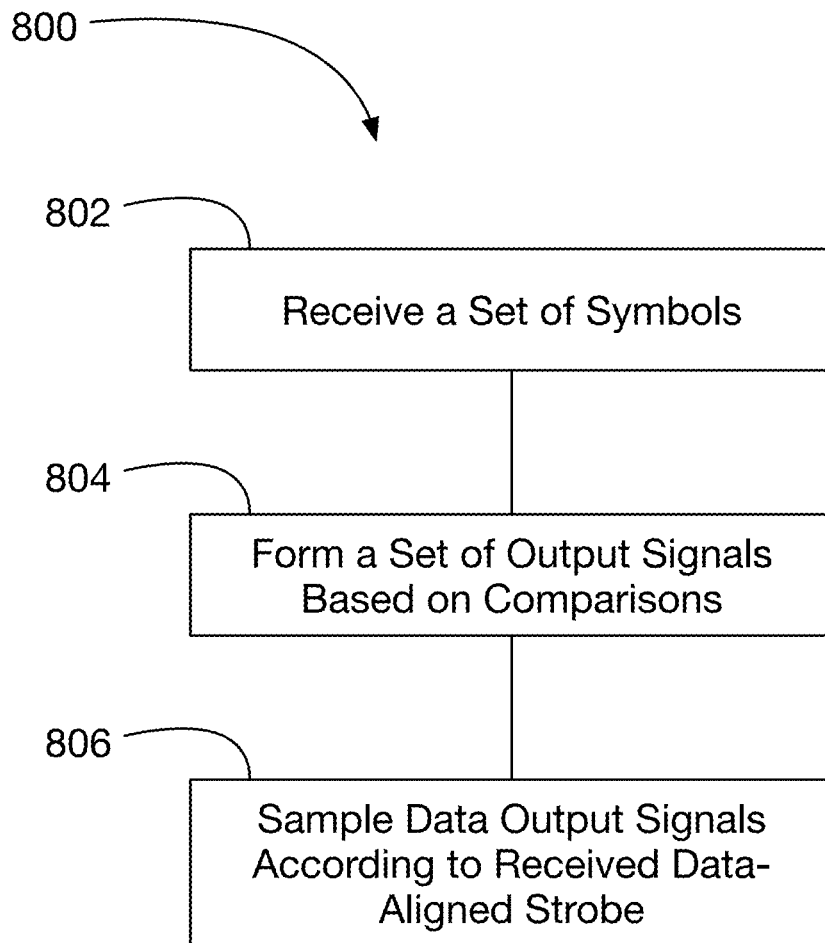 800
802
Receive a Set of Symbols
804
Form a Set of Output Signals
Based on Comparisons
806
Sample Data Output Signals
According to Received Data-
Aligned Strobe